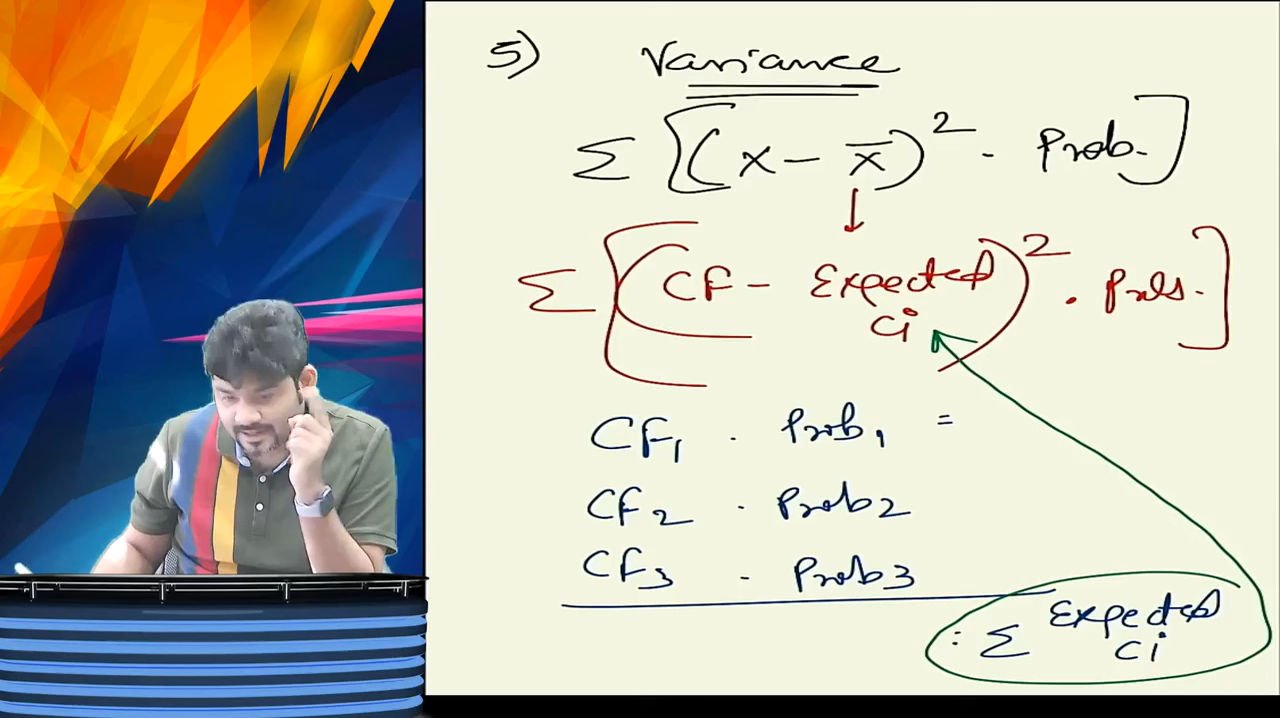 5) Variance
Σ [(x - x̄)² . Prob.]
Σ [(CF - Expected Ci)² . Prob.]
CF₁ . Prob₁ =
CF₂ . Prob2
CF₃ . Prob3
: Σ Expected Ci